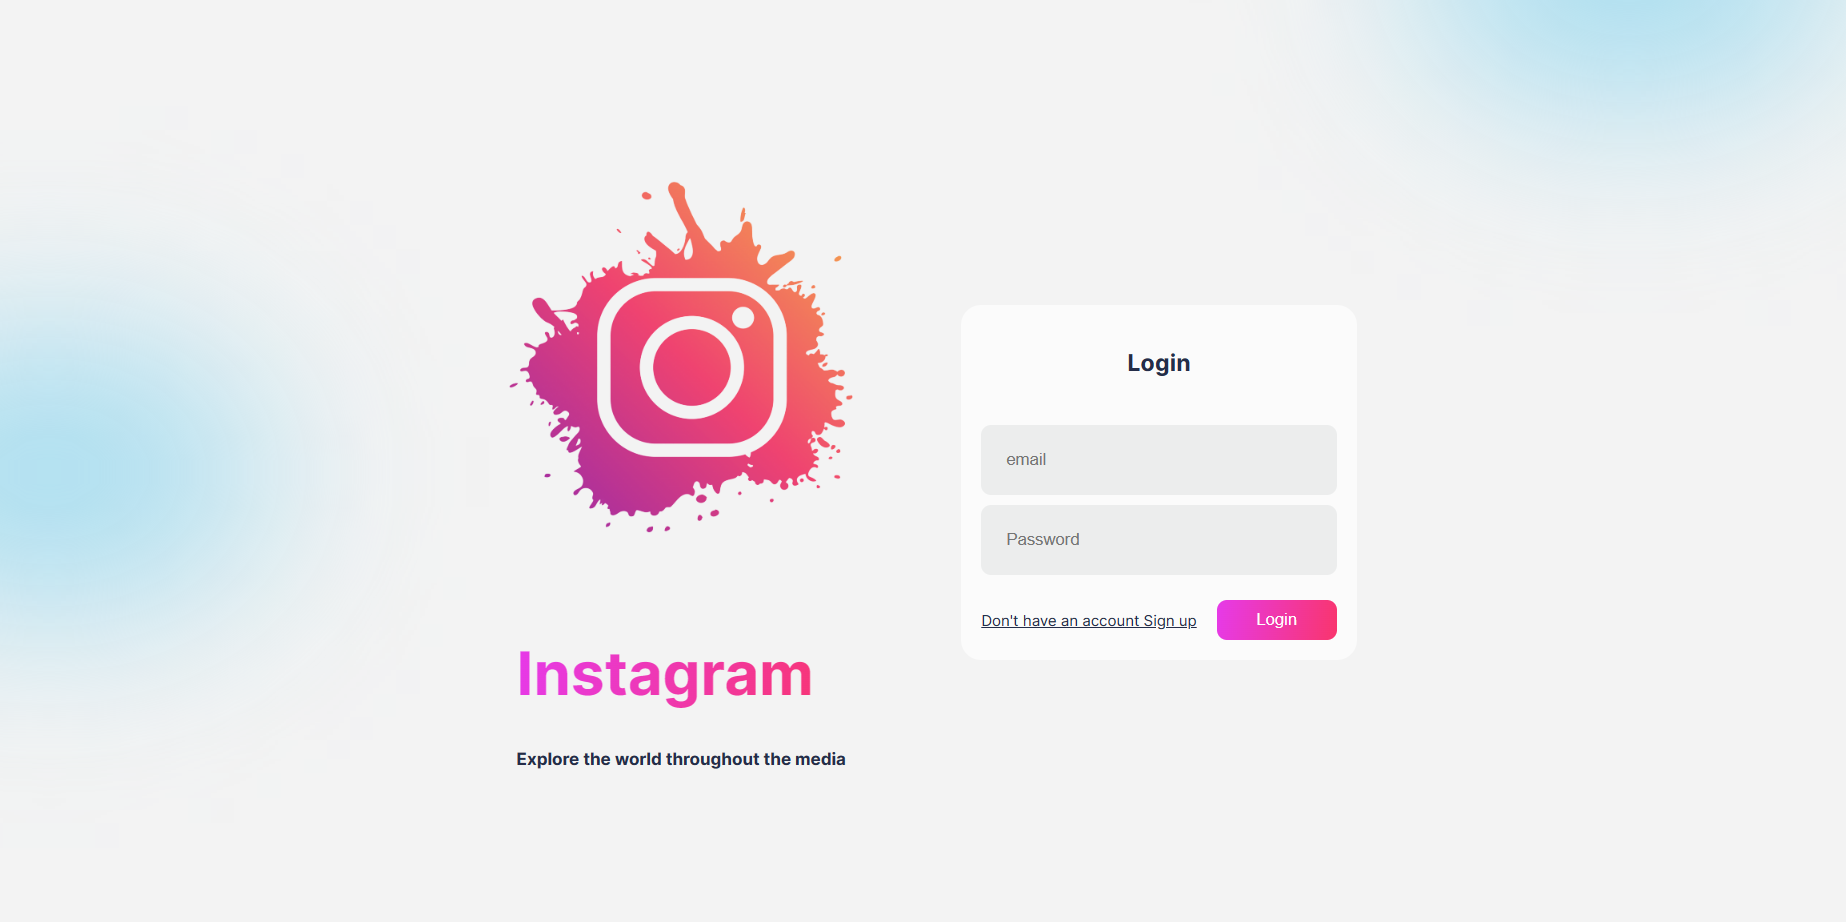 Instagram
Explore the world throughout the media
Login
email
Password
Don't have an account Sign up
Login